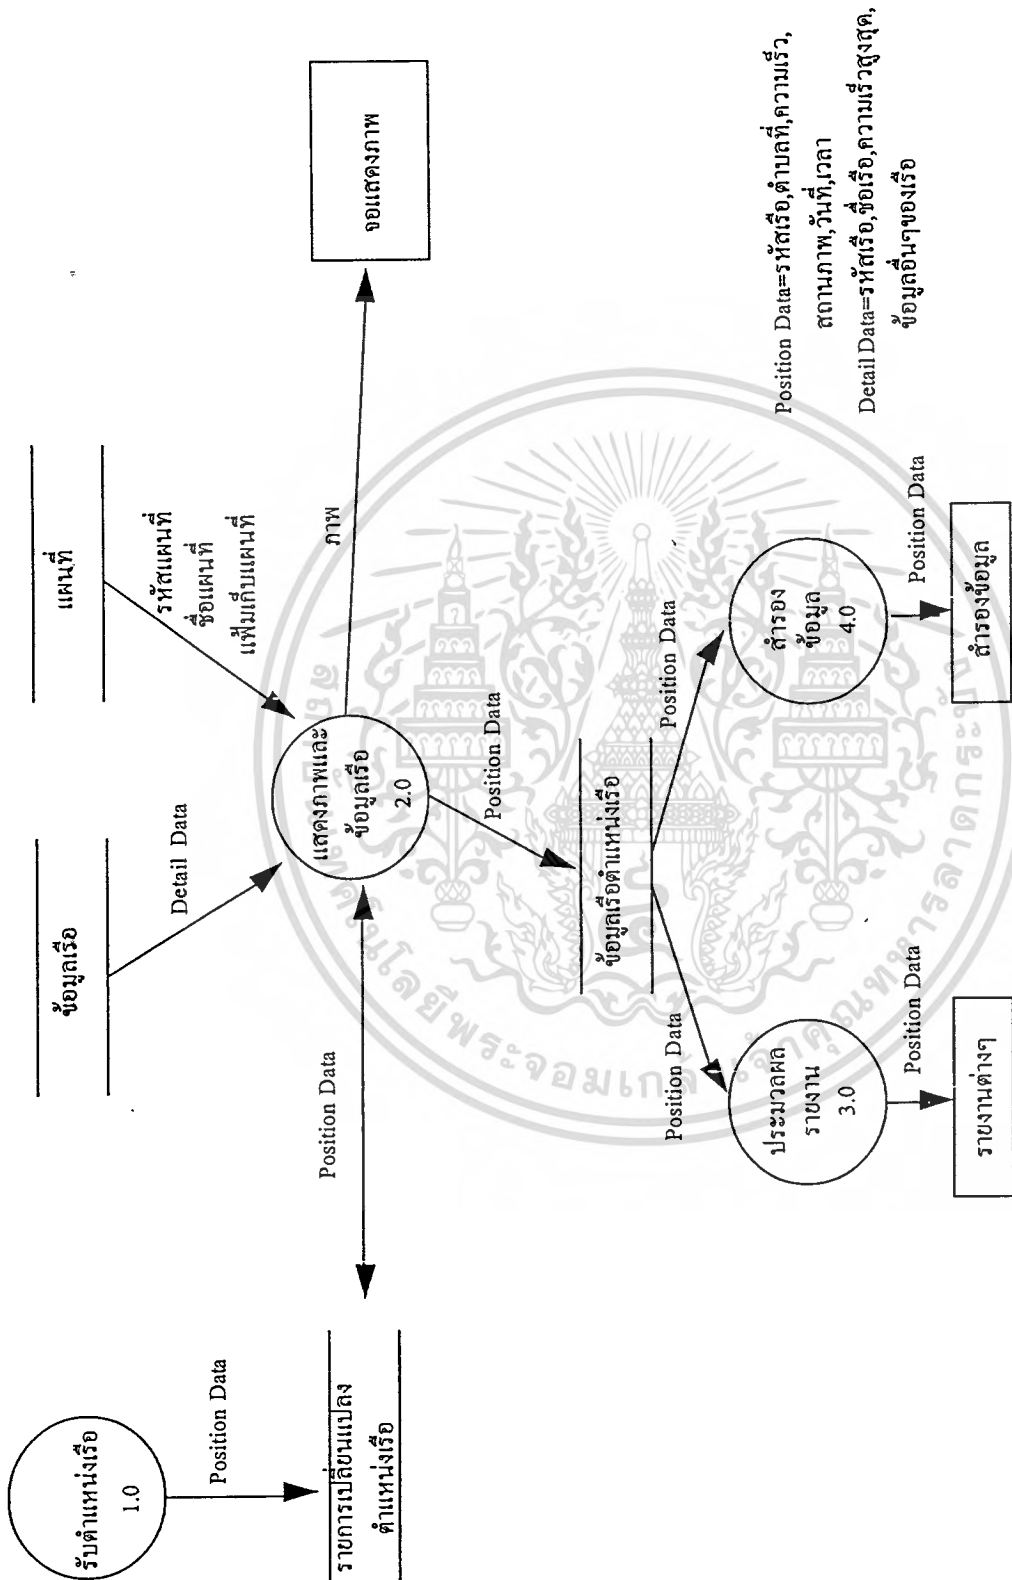 รับตำแหน่งเรือ
1.0
Position Data
รายการเปลี่ยนแปลง
ตำแหน่งเรือ
Position Data
ข้อมูลเรือ
Detail Data
แผนที่
รหัสแผนที่
ชื่อแผนที่
แฟ้มเก็บแผนที่
แสดงภาพและ
ข้อมูลเรือ
2.0
ภาพ
จอแสดงภาพ
Position Data
ข้อมูลเรือตำแหน่งเรือ
Position Data
Position Data
ประมวลผล
รายงาน
3.0
Position Data
รายงานต่างๆ
สำรอง
ข้อมูล
4.0
Position Data
สำรองข้อมูล
Position Data=รหัสเรือ,ตำบลที่,ความเร็ว,
สถานภาพ,วันที่,เวลา
Detail Data=รหัสเรือ,ชื่อเรือ,ความเร็วสูงสุด,
ข้อมูลอื่นๆของเรือ